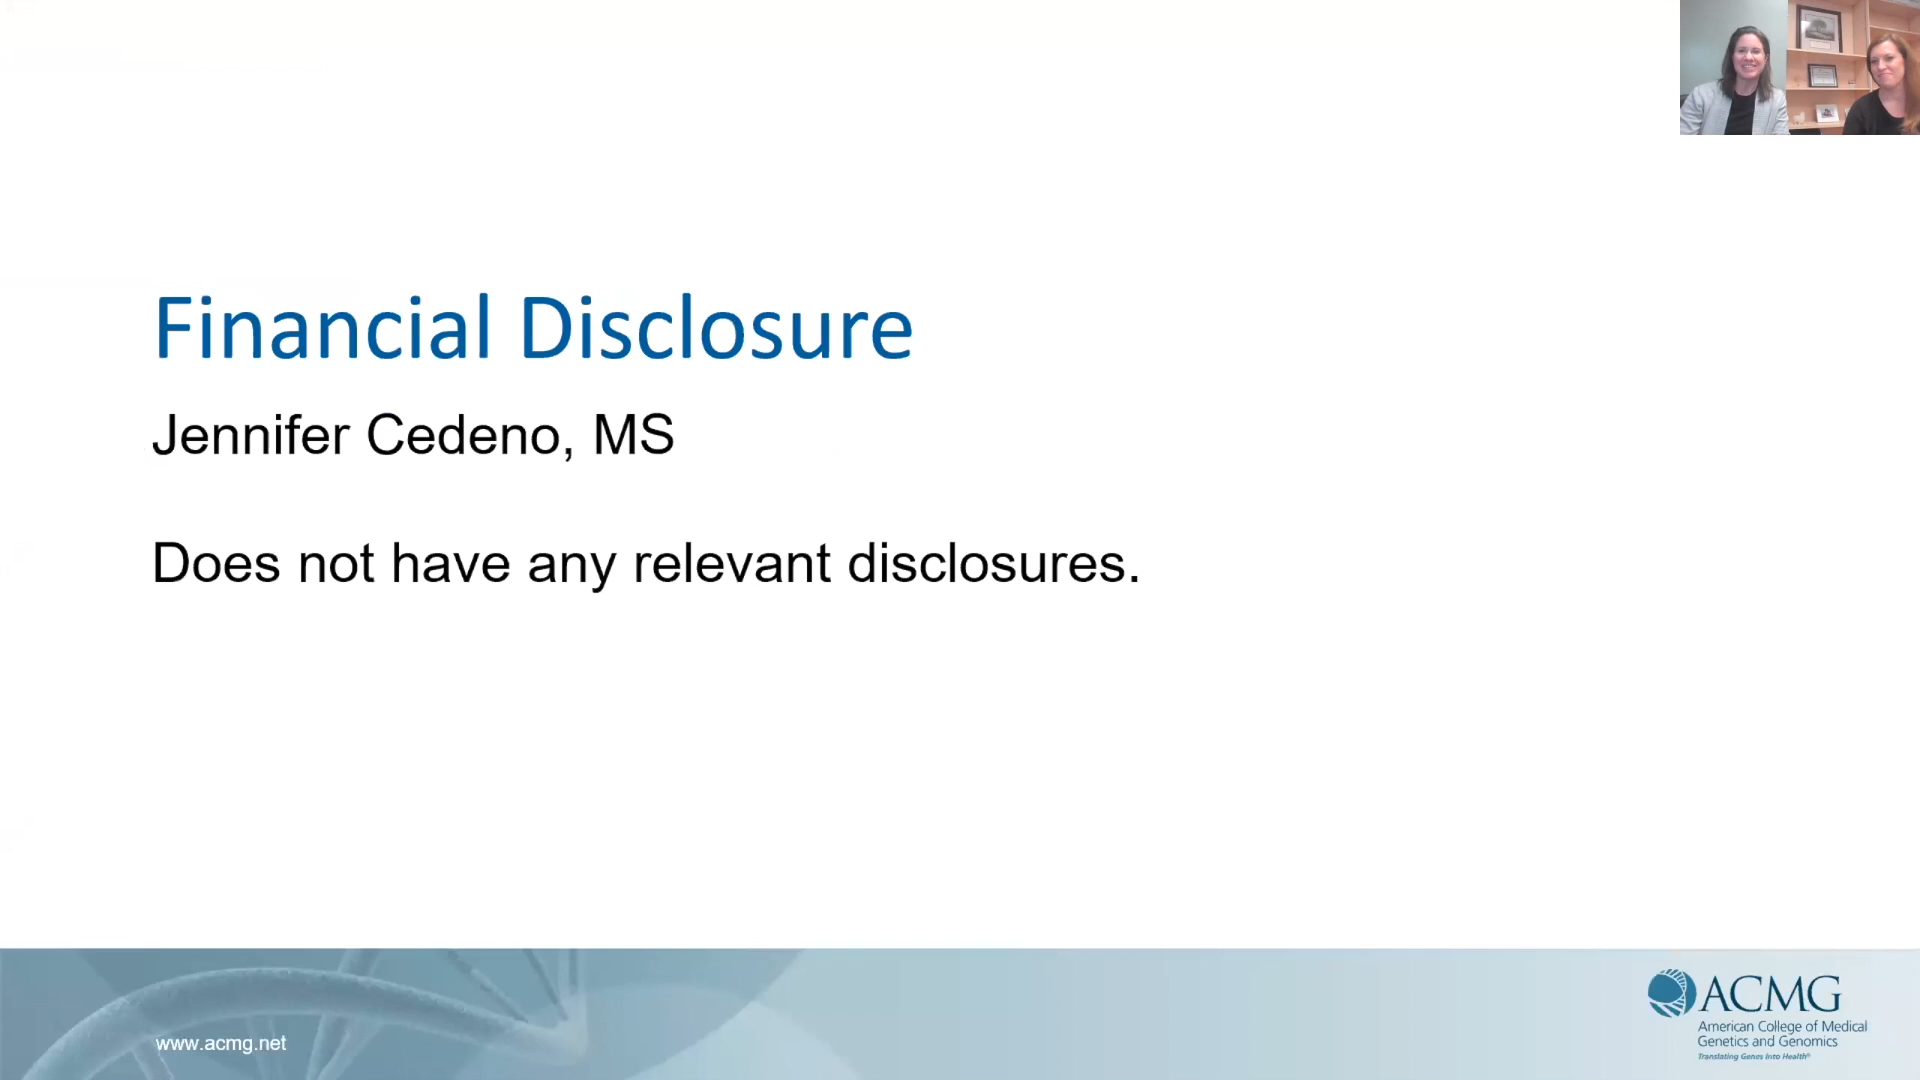 Financial Disclosure
Jennifer Cedeno, MS
Does not have any relevant disclosures.
www.acmg.net
ACMG
American College of Medical
Genetics and Genomics
Translating Genes Into Health®